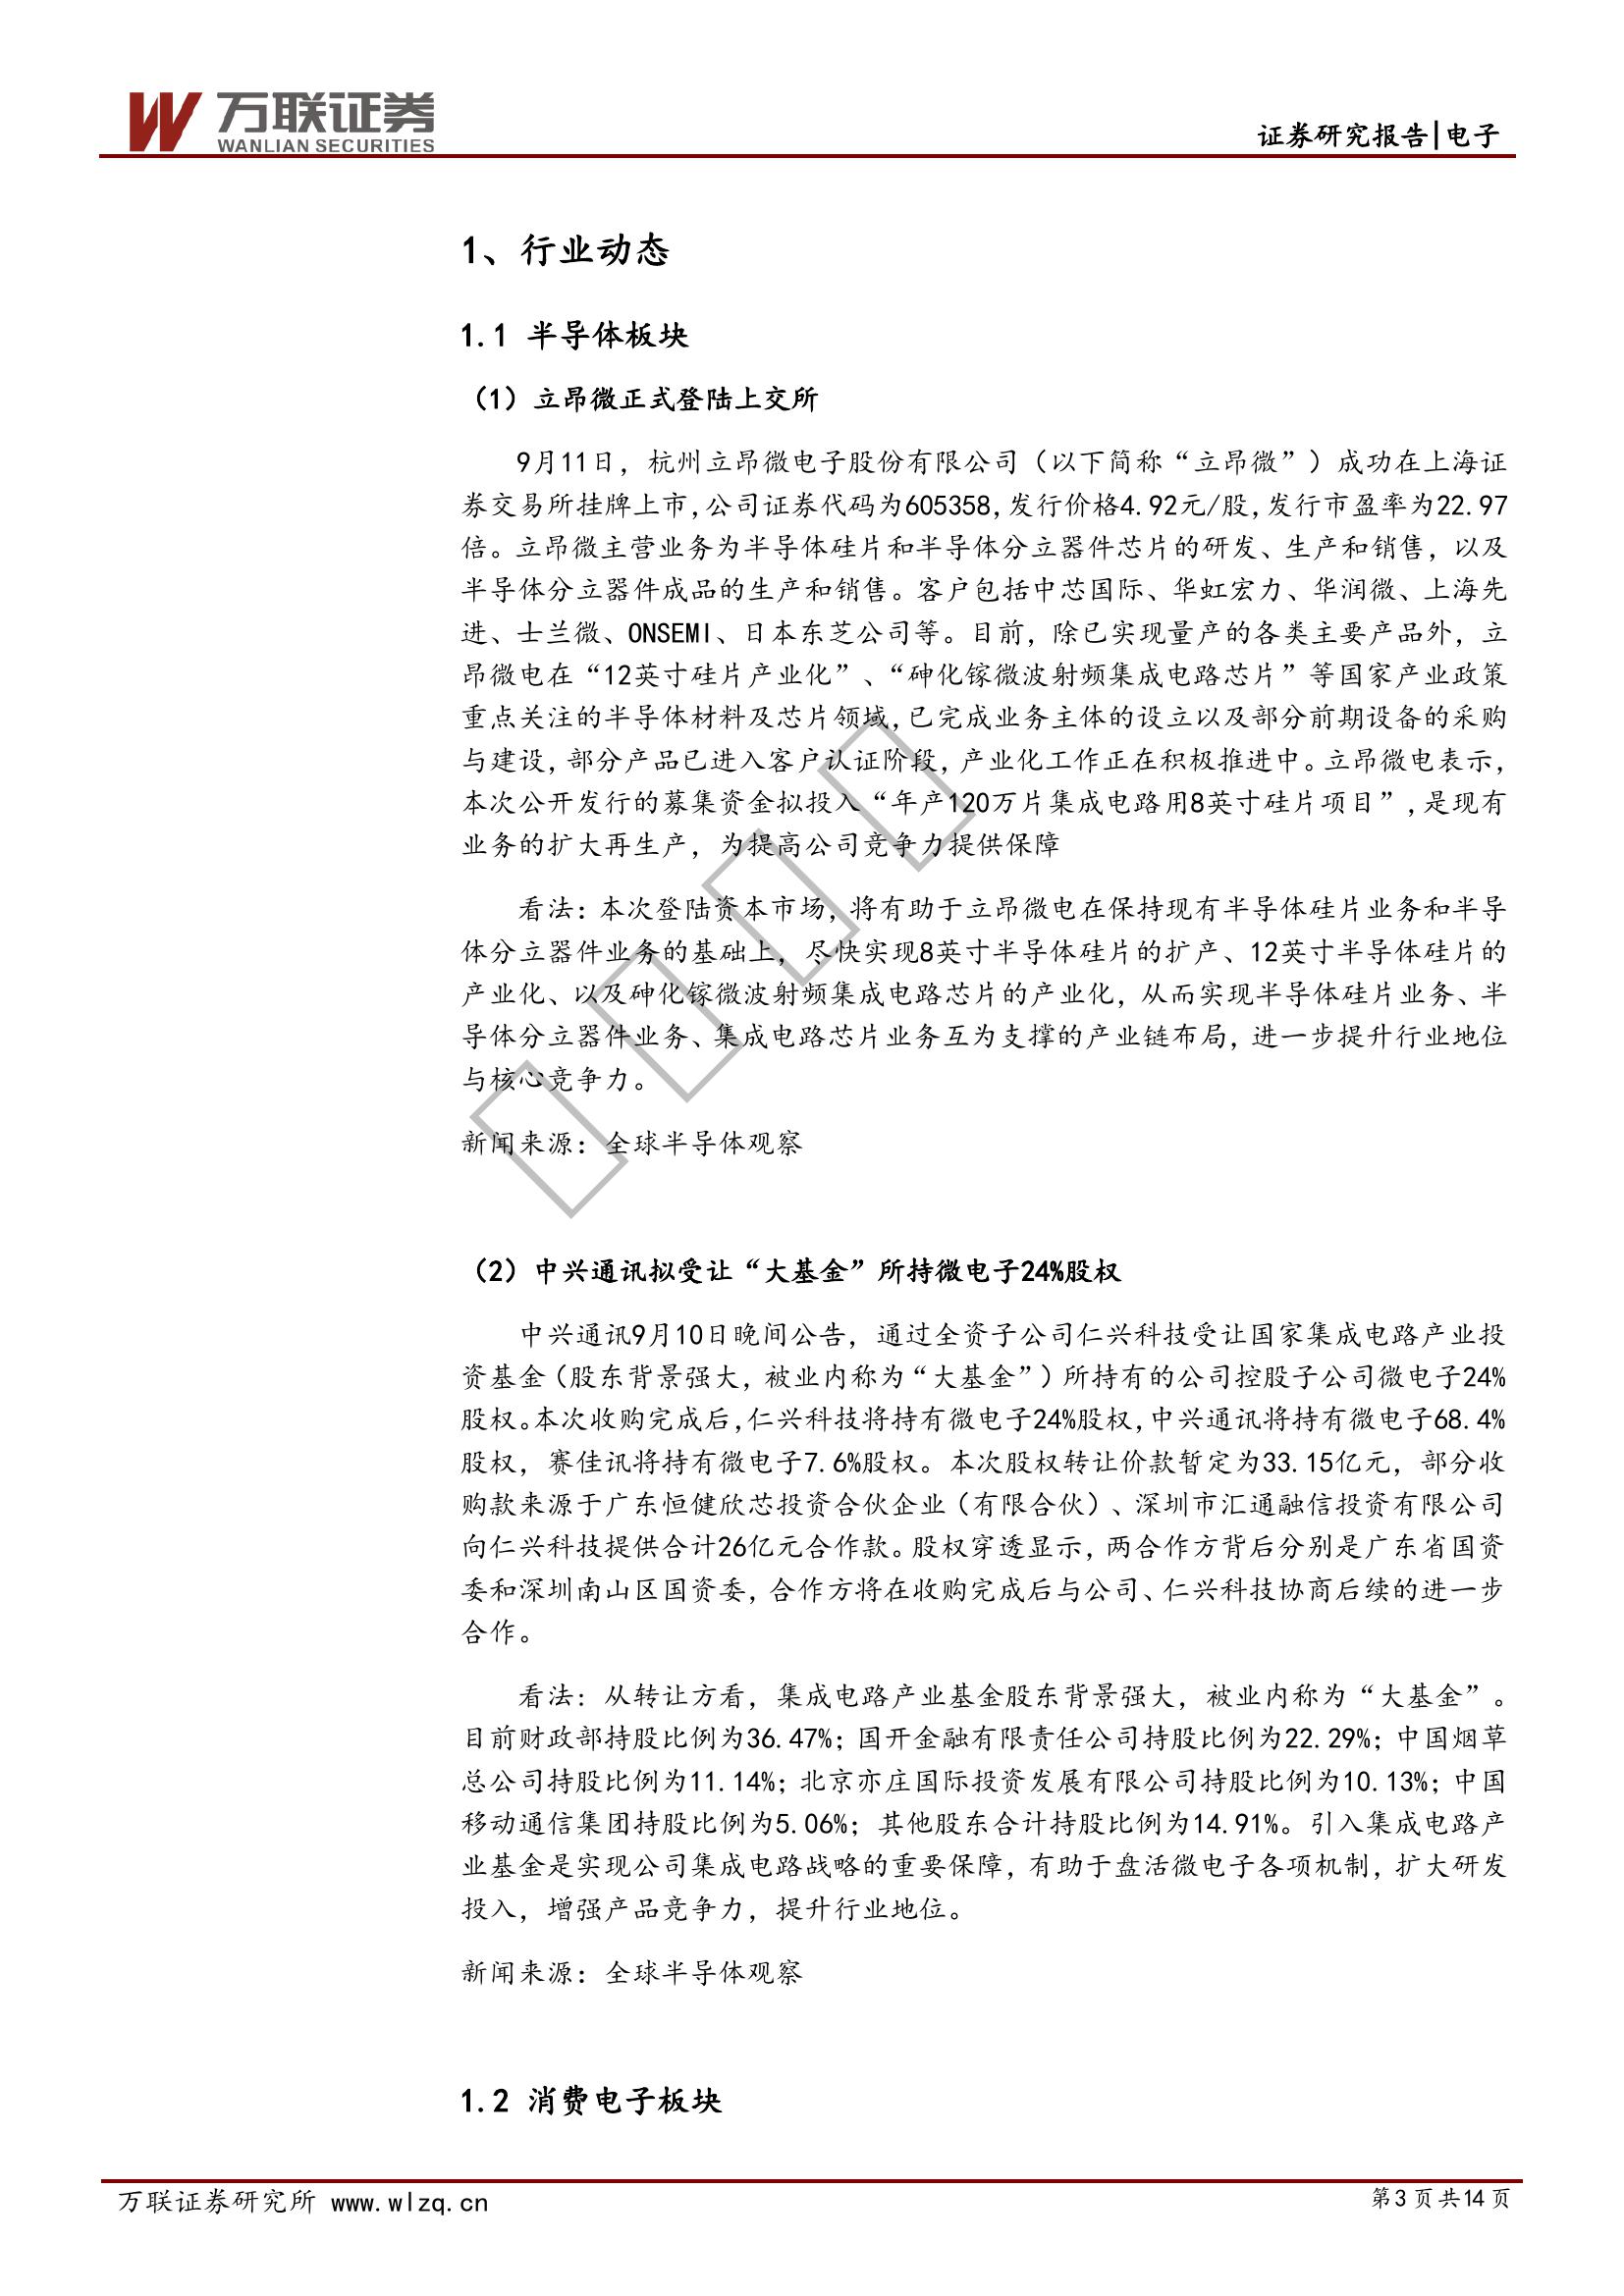 万联证券
WANLIAN SECURITIES
证券研究报告|电子
1、行业动态
1.1 半导体板块
（1）立昂微正式登陆上交所
9月11日，杭州立昂微电子股份有限公司（以下简称“立昂微”）成功在上海证
券交易所挂牌上市,公司证券代码为605358,发行价格4.92元/股,发行市盈率为22.97
倍。立昂微主营业务为半导体硅片和半导体分立器件芯片的研发、生产和销售，以及
半导体分立器件成品的生产和销售。客户包括中芯国际、华虹宏力、华润微、上海先
进、士兰微、ONSEMI、日本东芝公司等。目前，除已实现量产的各类主要产品外，立
昂微电在“12英寸硅片产业化”、“砷化镓微波射频集成电路芯片”等国家产业政策
重点关注的半导体材料及芯片领域,已完成业务主体的设立以及部分前期设备的采购
与建设,部分产品已进入客户认证阶段，产业化工作正在积极推进中。立昂微电表示，
本次公开发行的募集资金拟投入“年产120万片集成电路用8英寸硅片项目”,是现有
业务的扩大再生产，为提高公司竞争力提供保障
看法：本次登陆资本市场，将有助于立昂微电在保持现有半导体硅片业务和半导
体分立器件业务的基础上，尽快实现8英寸半导体硅片的扩产、12英寸半导体硅片的
产业化、以及砷化镓微波射频集成电路芯片的产业化，从而实现半导体硅片业务、半
导体分立器件业务、集成电路芯片业务互为支撑的产业链布局，进一步提升行业地位
与核心竞争力。
新闻来源：全球半导体观察
（2）中兴通讯拟受让“大基金”所持微电子24%股权
中兴通讯9月10日晚间公告，通过全资子公司仁兴科技受让国家集成电路产业投
资基金（股东背景强大，被业内称为“大基金”）所持有的公司控股子公司微电子24%
股权。本次收购完成后,仁兴科技将持有微电子24%股权,中兴通讯将持有微电子68.4%
股权，赛佳讯将持有微电子7.6%股权。本次股权转让价款暂定为33.15亿元，部分收
购款来源于广东恒健欣芯投资合伙企业（有限合伙）、深圳市汇通融信投资有限公司
向仁兴科技提供合计26亿元合作款。股权穿透显示，两合作方背后分别是广东省国资
委和深圳南山区国资委，合作方将在收购完成后与公司、仁兴科技协商后续的进一步
合作。
看法：从转让方看，集成电路产业基金股东背景强大，被业内称为“大基金”。
目前财政部持股比例为36.47%；国开金融有限责任公司持股比例为22.29%；中国烟草
总公司持股比例为11.14%；北京亦庄国际投资发展有限公司持股比例为10.13%；中国
移动通信集团持股比例为5.06%；其他股东合计持股比例为14.91%。引入集成电路产
业基金是实现公司集成电路战略的重要保障，有助于盘活微电子各项机制，扩大研发
投入，增强产品竞争力，提升行业地位。
新闻来源：全球半导体观察
1.2 消费电子板块
万联证券研究所 www.wlzq.cn
第3页共14页